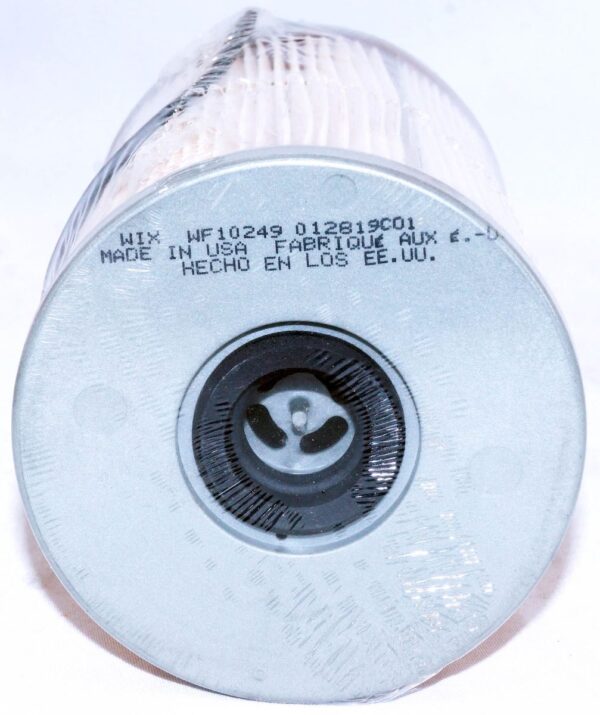 WIX WF10249 012819C01
MADE IN USA FABRIQUÉ AUX É.-U
HECHO EN LOS EE.UU.